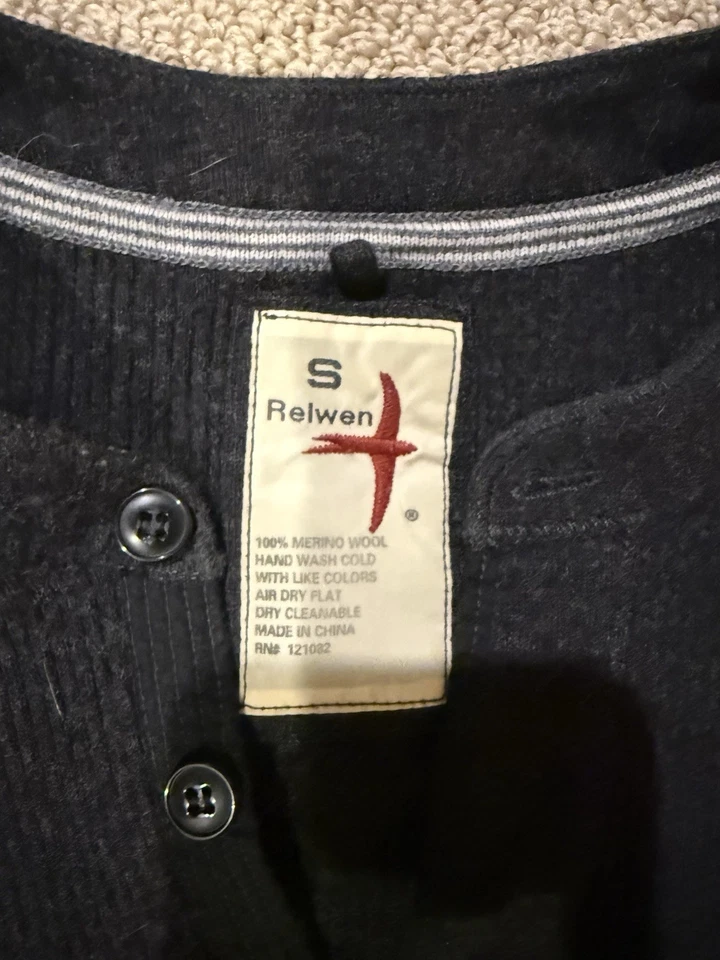 S
Relwen
®
100% MERINO WOOL
HAND WASH COLD
WITH LIKE COLORS
AIR DRY FLAT
DRY CLEANABLE
MADE IN CHINA
RN# 121082